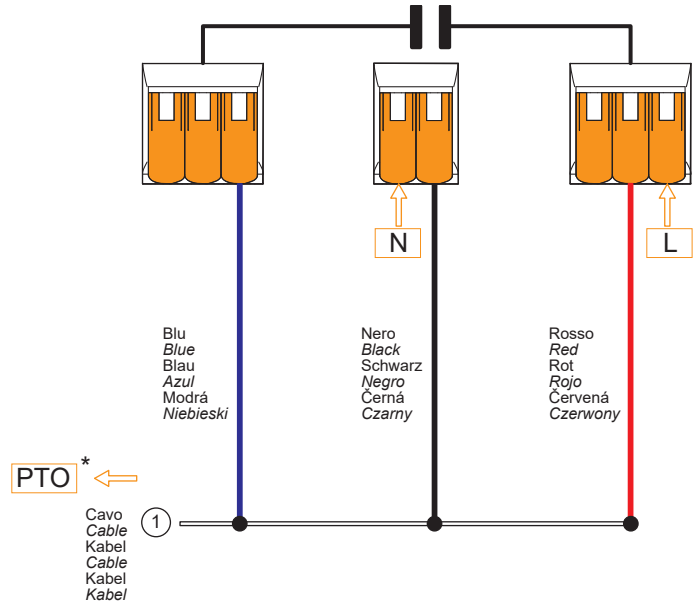 N
L
Blu
Blue
Blau
Azul
Modrá
Niebieski
Nero
Black
Schwarz
Negro
Černá
Czarny
Rosso
Red
Rot
Rojo
Červená
Czerwony
PTO *
Cavo
Cable
Kabel
Cable
Kabel
Kabel
1